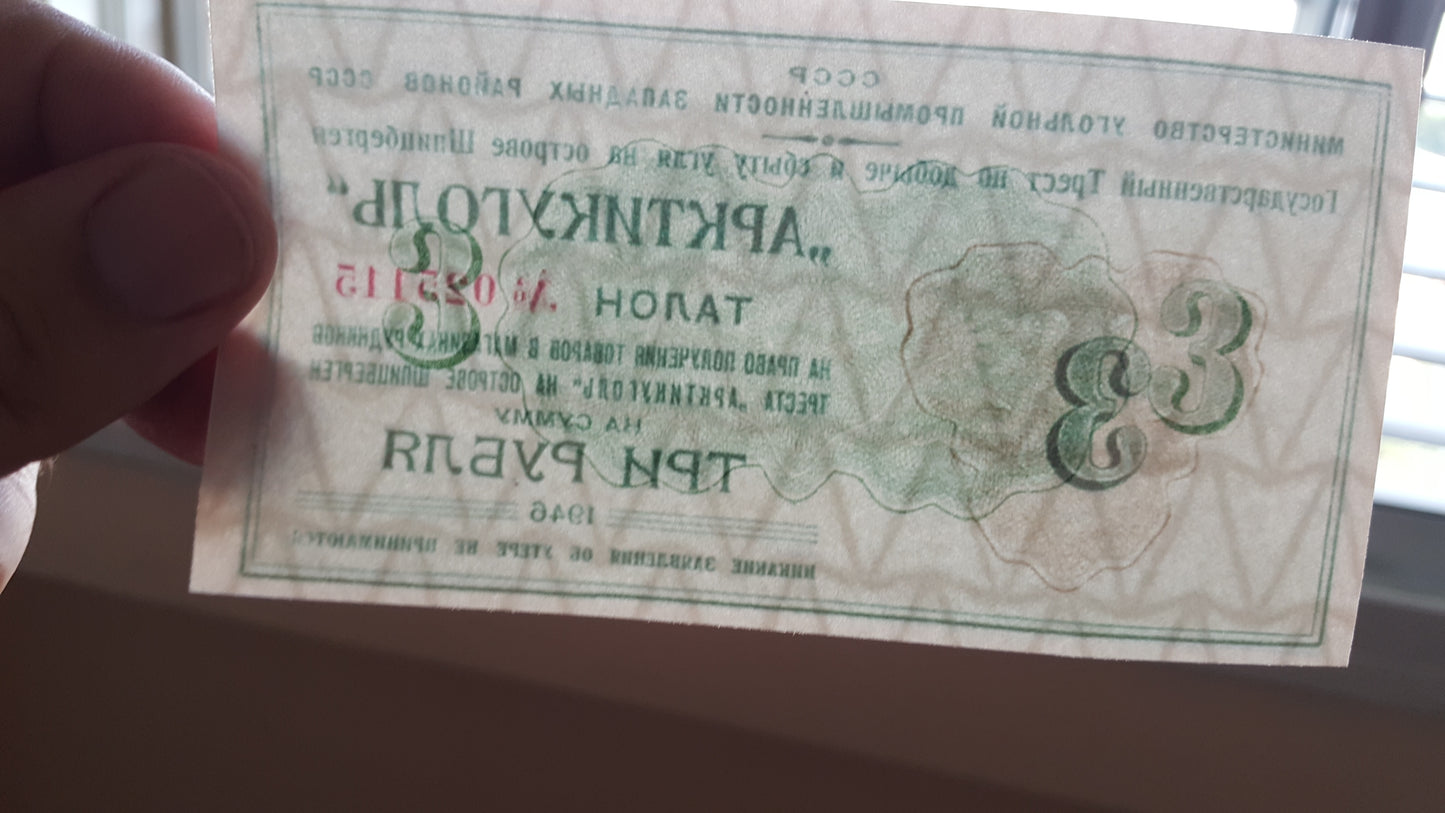 СССР
МИНИСТЕРСТВО УГОЛЬНОЙ ПРОМЫШЛЕННОСТИ ЗАПАДНЫХ РАЙОНОВ СССР
Государственный Трест по добыче и сбыту угля на острове Шпицберген
„АРКТИКУГОЛЬ“
ТАЛОН № 025115
НА ПРАВО ПОЛУЧЕНИЯ ТОВАРОВ В МАГАЗИНАХ РУДНИКОВ
ТРЕСТА „АРКТИКУГОЛЬ“ НА ОСТРОВЕ ШПИЦБЕРГЕН
НА СУММУ
ТРИ РУБЛЯ
1946
НИКАКИЕ ЗАЯВЛЕНИЯ ОБ УТЕРЕ НЕ ПРИНИМАЮТСЯ
3
3
3